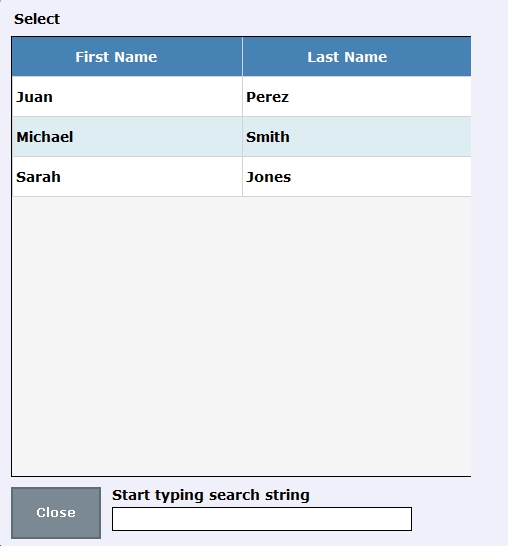 Select
First Name Last Name
Juan Perez
Michael Smith
Sarah Jones
Start typing search string
Close